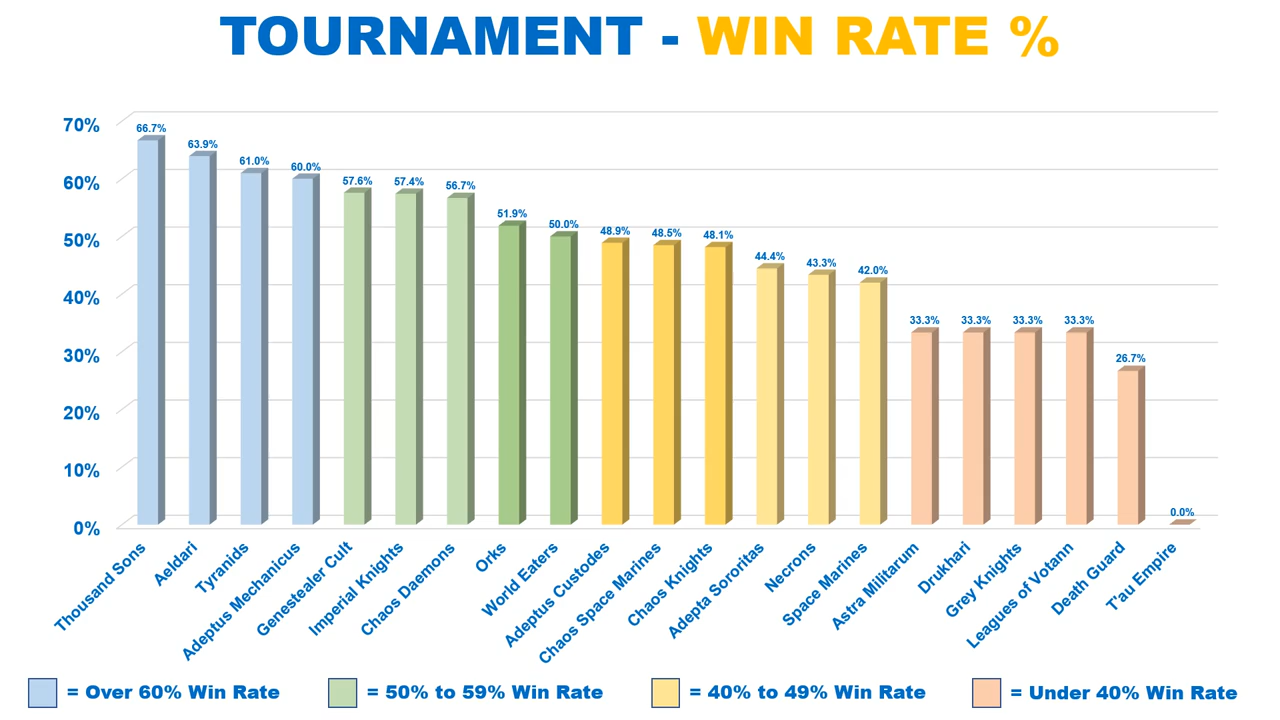 TOURNAMENT - WIN RATE %
70%
60%
50%
40%
30%
20%
10%
0%
66.7%
63.9%
61.0%
60.0%
57.6%
57.4%
56.7%
51.9%
50.0%
48.9%
48.5%
48.1%
44.4%
43.3%
42.0%
33.3%
33.3%
33.3%
33.3%
26.7%
0.0%
Thousand Sons
Aeldari
Tyranids
Adeptus Mechanicus
Genestealer Cult
Imperial Knights
Chaos Daemons
Orks
World Eaters
Adeptus Custodes
Chaos Space Marines
Chaos Knights
Adepta Sororitas
Necrons
Space Marines
Astra Militarum
Drukhari
Grey Knights
Leagues of Votann
Death Guard
T'au Empire
= Over 60% Win Rate
= 50% to 59% Win Rate
= 40% to 49% Win Rate
= Under 40% Win Rate